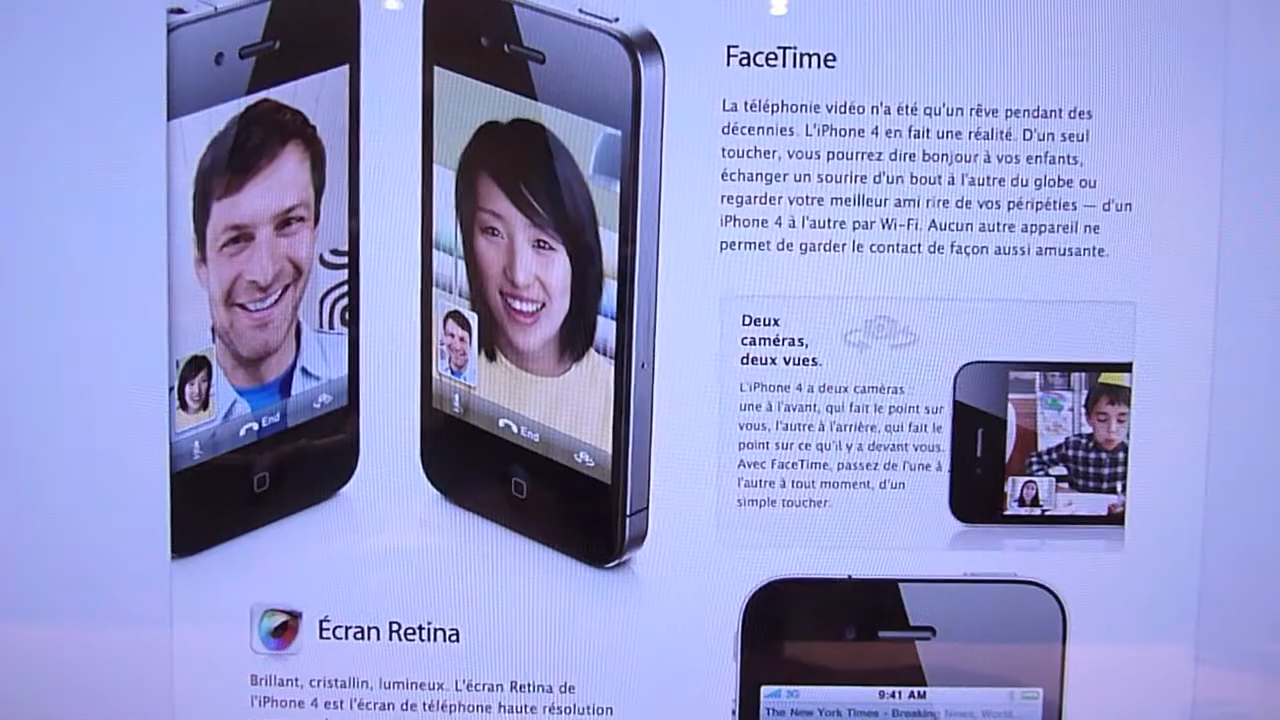 FaceTime
La téléphonie vidéo n'a été qu'un rêve pendant des
décennies. L'iPhone 4 en fait une réalité. D'un seul
toucher, vous pourrez dire bonjour à vos enfants,
échanger un sourire d'un bout à l'autre du globe ou
regarder votre meilleur ami rire de vos péripéties — d'un
iPhone 4 à l'autre par Wi-Fi. Aucun autre appareil ne
permet de garder le contact de façon aussi amusante.
End
End
Deux
caméras,
deux vues.
L'iPhone 4 a deux caméras
une à l'avant, qui fait le point sur
vous, l'autre à l'arrière, qui fait le
point sur ce qu'il y a devant vous.
Avec FaceTime, passez de l'une à
l'autre à tout moment, d'un
simple toucher.
Écran Retina
Brillant, cristallin, lumineux. L'écran Retina de
l'iPhone 4 est l'écran de téléphone haute résolution
3G 9:41 AM
The New York Times - Breaking News, World...